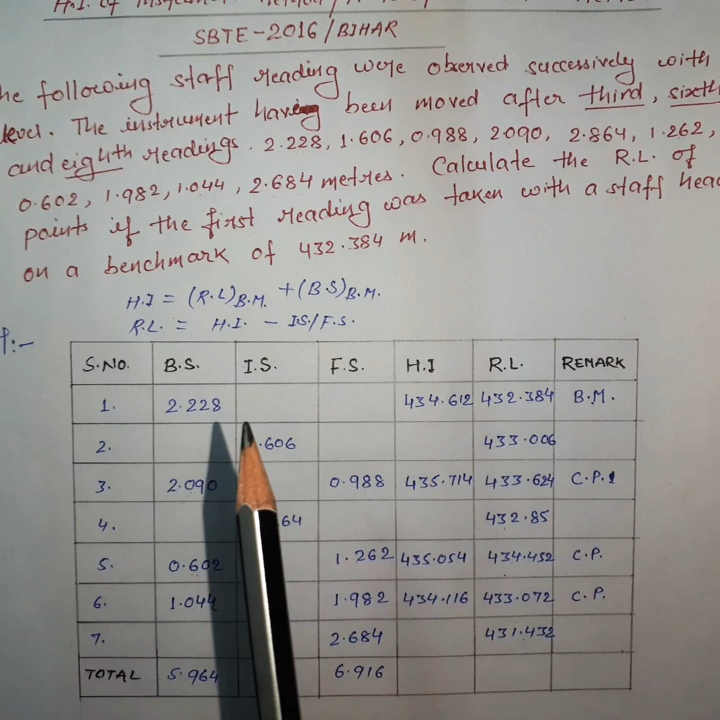 H.I. of
SBTE-2016/BIHAR
he following staff reading were observed successively with
level. The instrument having been moved after third, sixth
and eighth readings. 2.228, 1.606, 0.988, 2090, 2.864, 1.262,
0.602, 1.982, 1.044, 2.684 metres. Calculate the R.L. of
points if the first reading was taken with a staff head
on a benchmark of 432.384 m.
H.I = (R.L)B.M. + (B.S)B.M.
R.L. = H.I. - I.S/F.S.
:-
S.NO. B.S. I.S. F.S. H.I R.L. REMARK
1. 2.228 434.612 432.384 B.M.
2. .606 433.006
3. 2.090 0.988 435.714 433.624 C.P.1
4. 64 432.85
5. 0.602 1.262 435.054 434.452 C.P.
6. 1.044 1.982 434.116 433.072 C.P.
7. 2.684 431.432
TOTAL 5.964 6.916